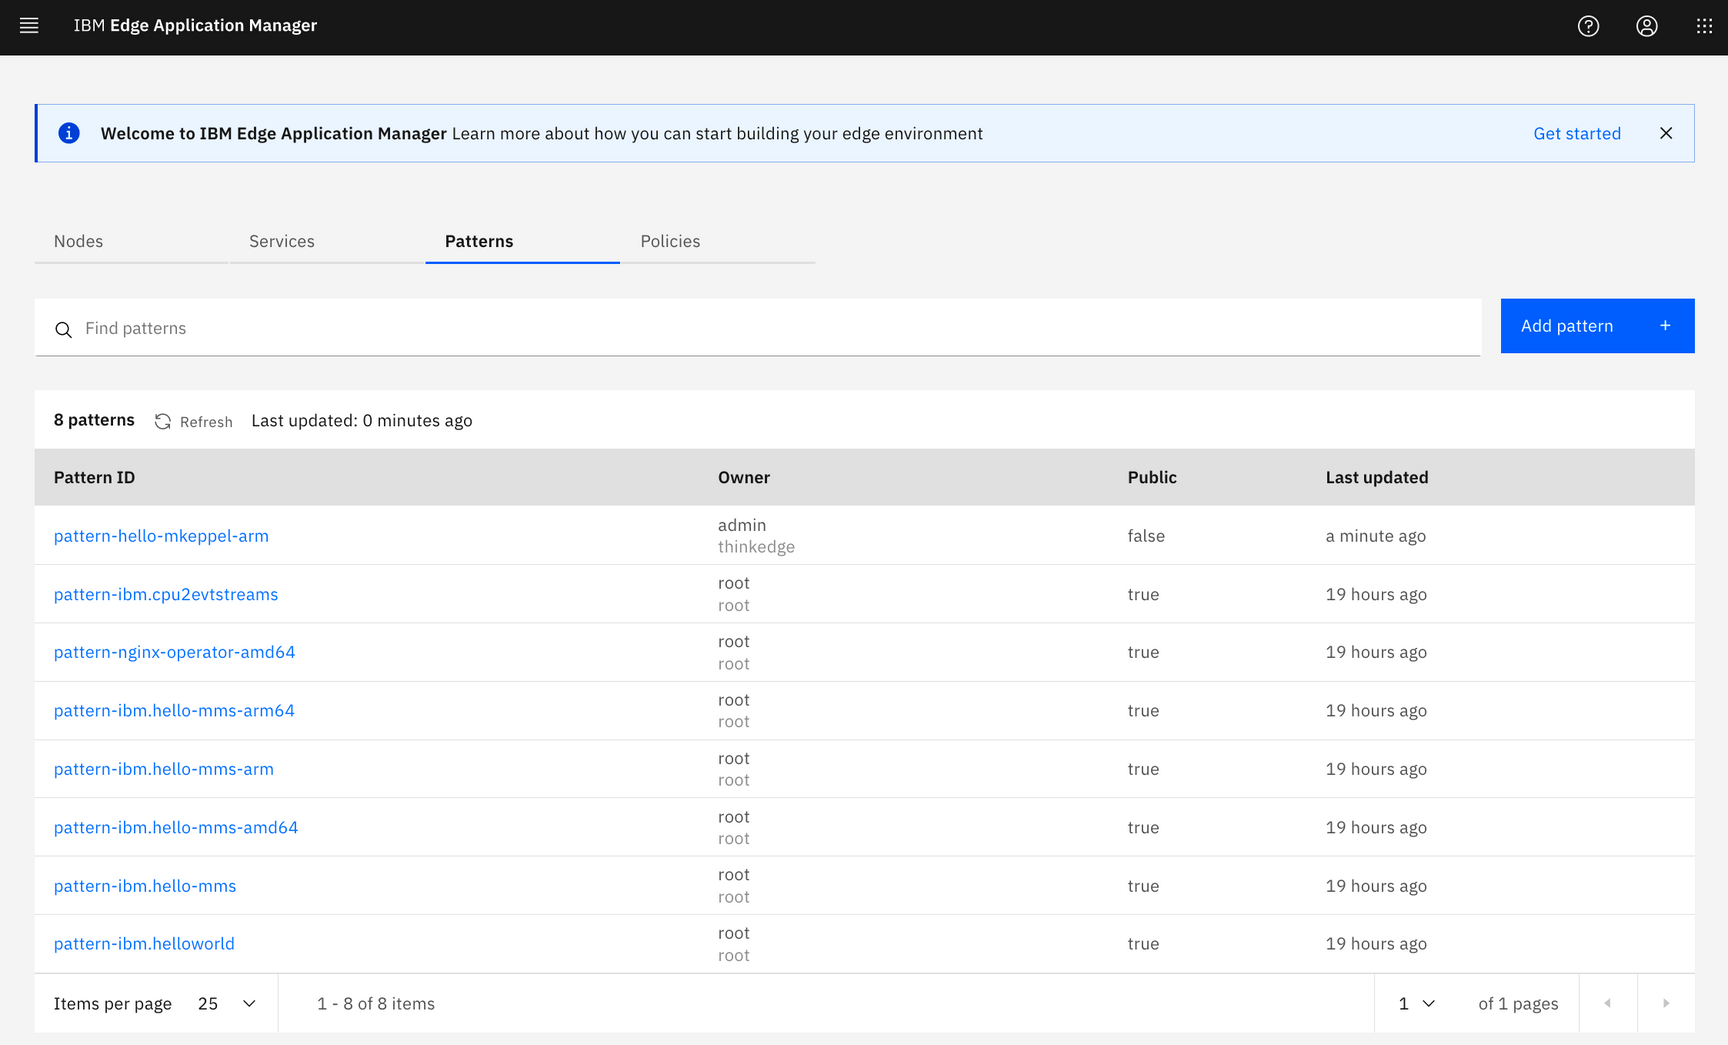 IBM Edge Application Manager
Welcome to IBM Edge Application Manager Learn more about how you can start building your edge environment Get started
Nodes Services Patterns Policies
Find patterns
Add pattern +
8 patterns Refresh Last updated: 0 minutes ago
Pattern ID Owner Public Last updated
pattern-hello-mkeppel-arm admin false a minute ago
thinkedge
pattern-ibm.cpu2evtstreams root true 19 hours ago
root
pattern-nginx-operator-amd64 root true 19 hours ago
root
pattern-ibm.hello-mms-arm64 root true 19 hours ago
root
pattern-ibm.hello-mms-arm root true 19 hours ago
root
pattern-ibm.hello-mms-amd64 root true 19 hours ago
root
pattern-ibm.hello-mms root true 19 hours ago
root
pattern-ibm.helloworld root true 19 hours ago
root
Items per page 25 1 - 8 of 8 items 1 of 1 pages